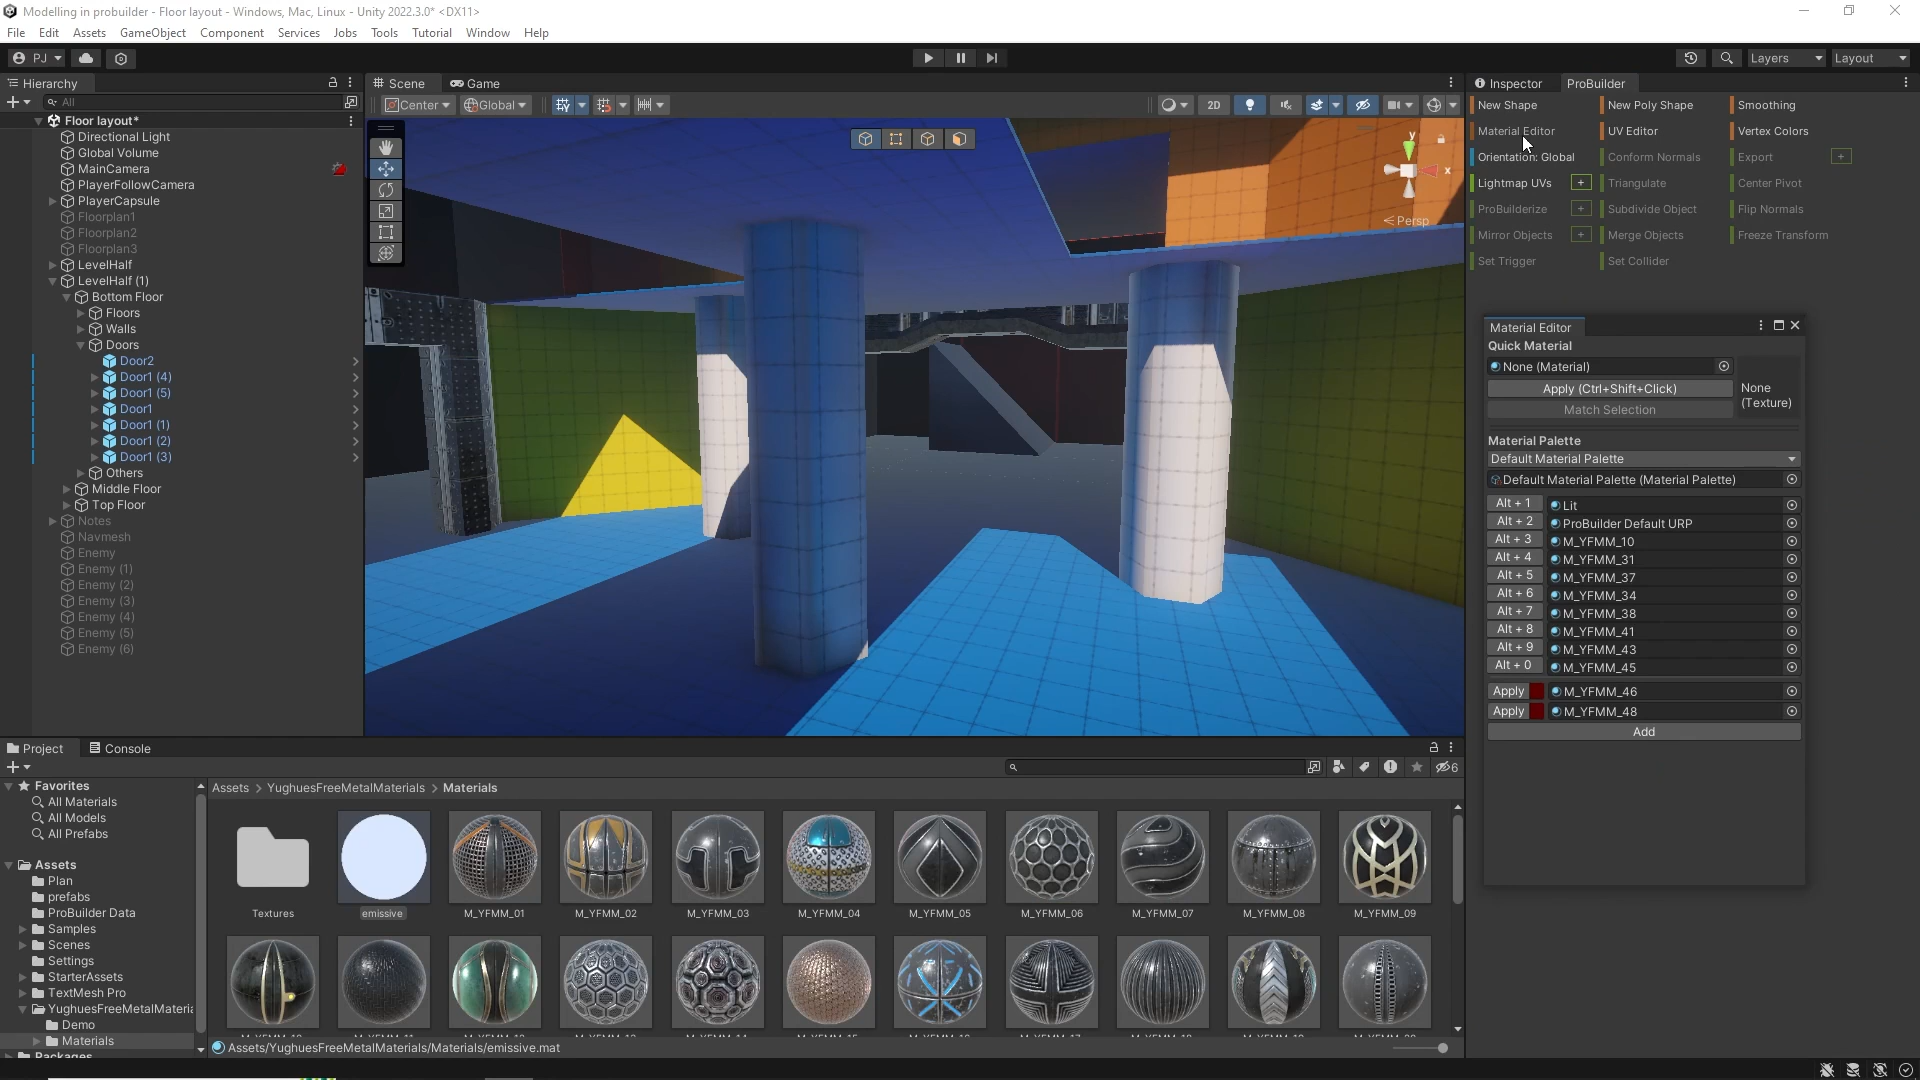 Modelling in probuilder - Floor layout - Windows, Mac, Linux - Unity 2022.3.0* <DX11>
File Edit Assets GameObject Component Services Jobs Tools Tutorial Window Help
PJ
Layers
Layout
Hierarchy
All
Floor layout*
Directional Light
Global Volume
MainCamera
PlayerFollowCamera
PlayerCapsule
Floorplan1
Floorplan2
Floorplan3
LevelHalf
LevelHalf (1)
Bottom Floor
Floors
Walls
Doors
Door2
Door1 (4)
Door1 (5)
Door1
Door1 (1)
Door1 (2)
Door1 (3)
Others
Middle Floor
Top Floor
Notes
Navmesh
Enemy
Enemy (1)
Enemy (2)
Enemy (3)
Enemy (4)
Enemy (5)
Enemy (6)
Scene
Game
Center
Global
2D
y
x
Persp
Inspector
ProBuilder
New Shape
New Poly Shape
Smoothing
Material Editor
UV Editor
Vertex Colors
Orientation: Global
Conform Normals
Export
+
Lightmap UVs
+
Triangulate
Center Pivot
ProBuilderize
+
Subdivide Object
Flip Normals
Mirror Objects
+
Merge Objects
Freeze Transform
Set Trigger
Set Collider
Material Editor
Quick Material
None (Material)
Apply (Ctrl+Shift+Click)
Match Selection
None
(Texture)
Material Palette
Default Material Palette
Default Material Palette (Material Palette)
Alt + 1 Lit
Alt + 2 ProBuilder Default URP
Alt + 3 M_YFMM_10
Alt + 4 M_YFMM_31
Alt + 5 M_YFMM_37
Alt + 6 M_YFMM_34
Alt + 7 M_YFMM_38
Alt + 8 M_YFMM_41
Alt + 9 M_YFMM_43
Alt + 0 M_YFMM_45
Apply M_YFMM_46
Apply M_YFMM_48
Add
Project
Console
6
Favorites
All Materials
All Models
All Prefabs
Assets
Plan
prefabs
ProBuilder Data
Samples
Scenes
Settings
StarterAssets
TextMesh Pro
YughuesFreeMetalMateria
Demo
Materials
Packages
Assets > YughuesFreeMetalMaterials > Materials
Textures
emissive
M_YFMM_01
M_YFMM_02
M_YFMM_03
M_YFMM_04
M_YFMM_05
M_YFMM_06
M_YFMM_07
M_YFMM_08
M_YFMM_09
Assets/YughuesFreeMetalMaterials/Materials/emissive.mat